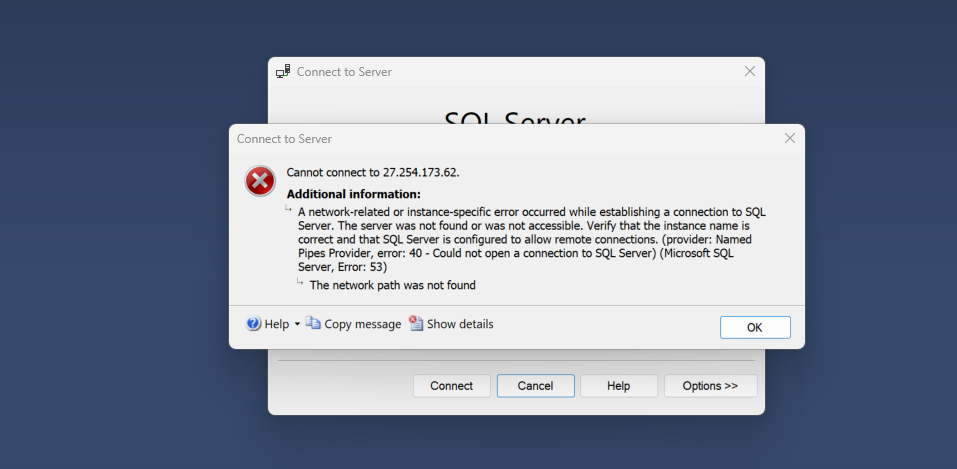 Connect to Server
SQL Server
Connect to Server
Cannot connect to 27.254.173.62.
Additional information:
A network-related or instance-specific error occurred while establishing a connection to SQL
Server. The server was not found or was not accessible. Verify that the instance name is
correct and that SQL Server is configured to allow remote connections. (provider: Named
Pipes Provider, error: 40 - Could not open a connection to SQL Server) (Microsoft SQL
Server, Error: 53)
The network path was not found
Help Copy message Show details OK
Connect Cancel Help Options >>